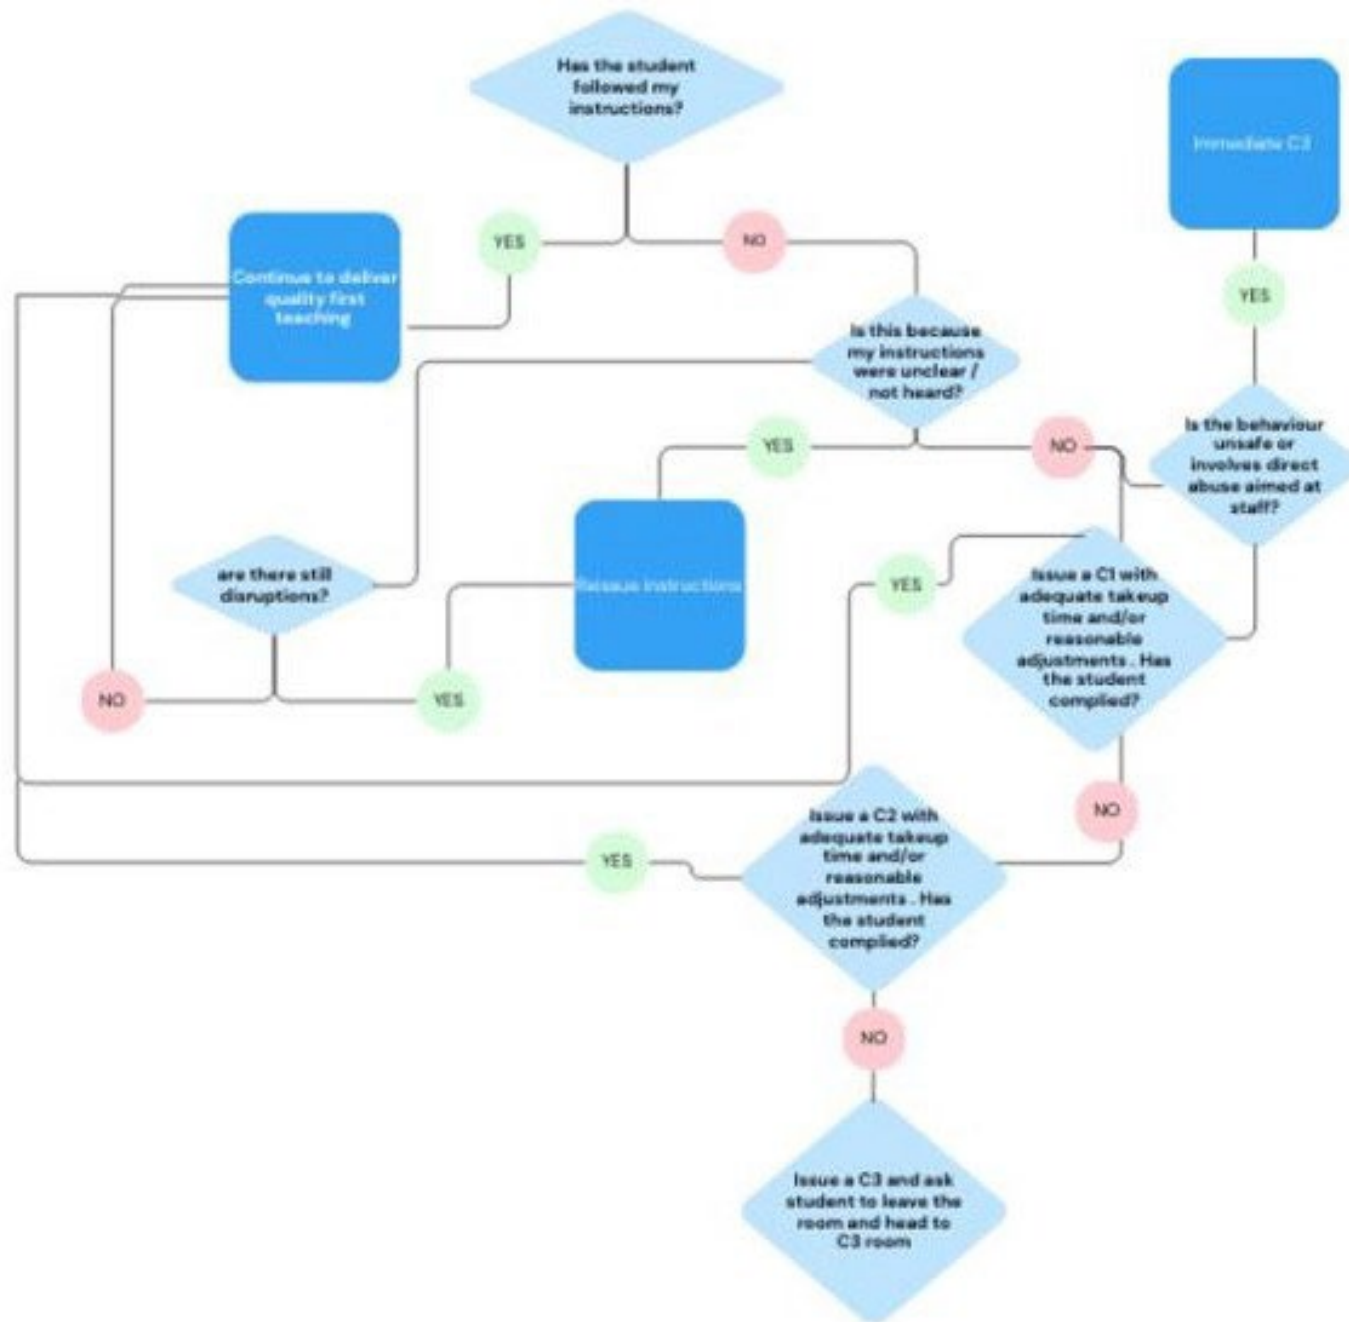 Has the student
followed my
instructions?
Immediate C3
YES
NO
Continue to deliver
quality first
teaching
YES
Is this because
my instructions
were unclear /
not heard?
YES
NO
Is the behaviour
unsafe or
involves direct
abuse aimed at
staff?
are there still
disruptions?
Reissue instructions
YES
Issue a C1 with
adequate takeup
time and/or
reasonable
adjustments . Has
the student
complied?
NO
YES
NO
Issue a C2 with
adequate takeup
time and/or
reasonable
adjustments . Has
the student
complied?
YES
NO
Issue a C3 and ask
student to leave the
room and head to
C3 room